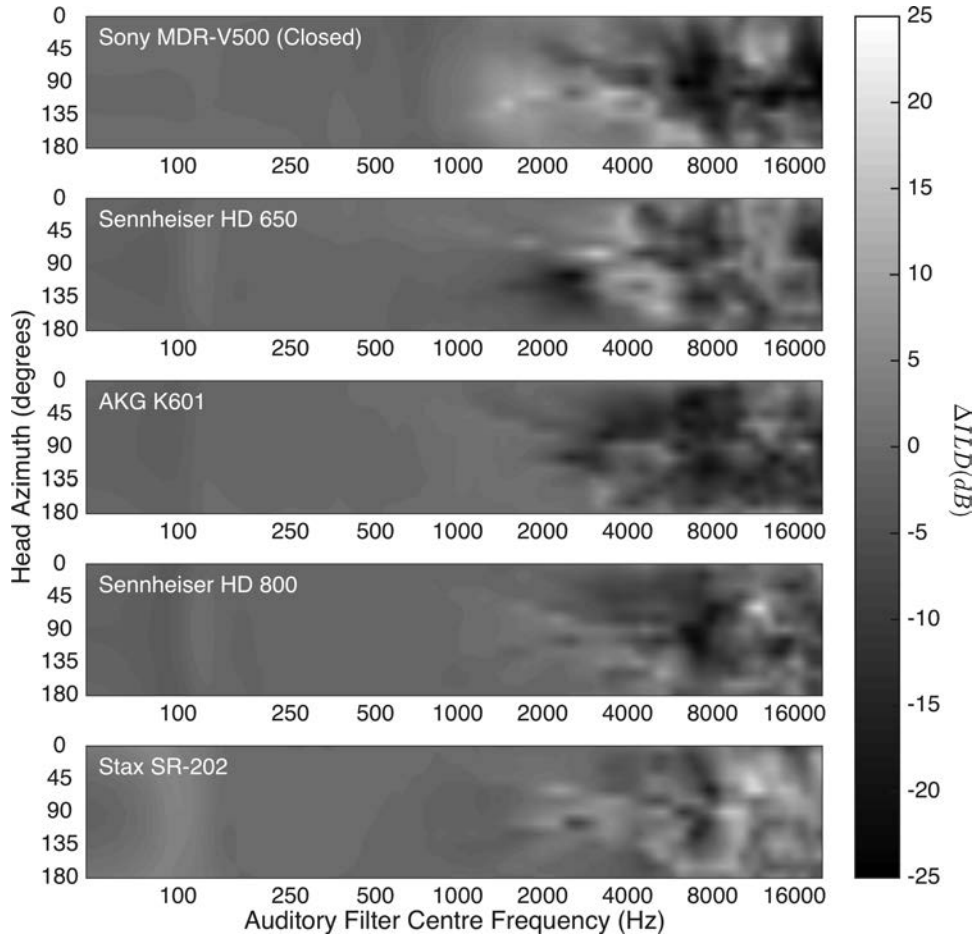 Sony MDR-V500 (Closed)
0
45
90
135
180
100 250 500 1000 2000 4000 8000 16000
Sennheiser HD 650
0
45
90
135
180
100 250 500 1000 2000 4000 8000 16000
AKG K601
0
45
90
135
180
100 250 500 1000 2000 4000 8000 16000
Sennheiser HD 800
0
45
90
135
180
100 250 500 1000 2000 4000 8000 16000
Stax SR-202
0
45
90
135
180
100 250 500 1000 2000 4000 8000 16000
Head Azimuth (degrees)
Auditory Filter Centre Frequency (Hz)
25
20
15
10
5
0
-5
-10
-15
-20
-25
ΔILD(dB)